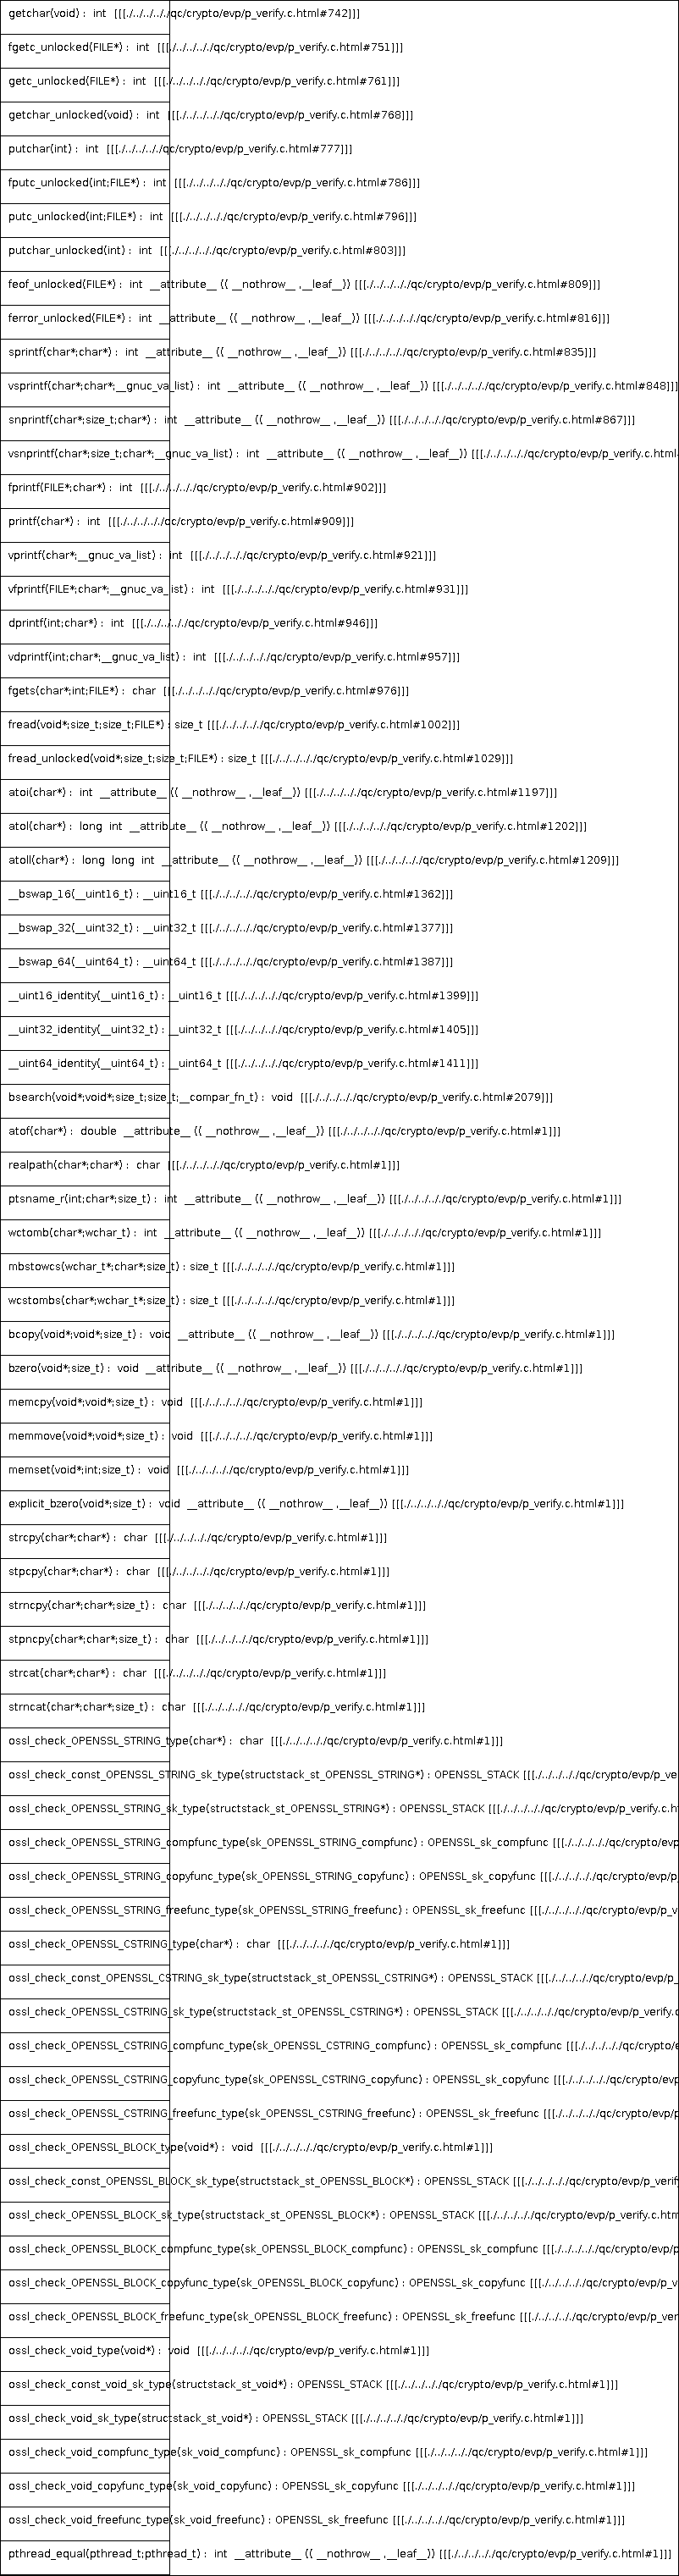 getchar(void) :  int  [[[./../../../qc/crypto/evp/p_verify.c.html#742]]]
fgetc_unlocked(FILE*) :  int  [[[./../../../qc/crypto/evp/p_verify.c.html#751]]]
getc_unlocked(FILE*) :  int  [[[./../../../qc/crypto/evp/p_verify.c.html#761]]]
getchar_unlocked(void) :  int  [[[./../../../qc/crypto/evp/p_verify.c.html#768]]]
putchar(int) :  int  [[[./../../../qc/crypto/evp/p_verify.c.html#777]]]
fputc_unlocked(int;FILE*) :  int  [[[./../../../qc/crypto/evp/p_verify.c.html#786]]]
putc_unlocked(int;FILE*) :  int  [[[./../../../qc/crypto/evp/p_verify.c.html#796]]]
putchar_unlocked(int) :  int  [[[./../../../qc/crypto/evp/p_verify.c.html#803]]]
feof_unlocked(FILE*) :  int  __attribute__ (( __nothrow__ ,__leaf__)) [[[./../../../qc/crypto/evp/p_verify.c.html#809]]]
ferror_unlocked(FILE*) :  int  __attribute__ (( __nothrow__ ,__leaf__)) [[[./../../../qc/crypto/evp/p_verify.c.html#816]]]
sprintf(char*;char*) :  int  __attribute__ (( __nothrow__ ,__leaf__)) [[[./../../../qc/crypto/evp/p_verify.c.html#835]]]
vsprintf(char*;char*;__gnuc_va_list) :  int  __attribute__ (( __nothrow__ ,__leaf__)) [[[./../../../qc/crypto/evp/p_verify.c.html#848]]]
snprintf(char*;size_t;char*) :  int  __attribute__ (( __nothrow__ ,__leaf__)) [[[./../../../qc/crypto/evp/p_verify.c.html#867]]]
vsnprintf(char*;size_t;char*;__gnuc_va_list) :  int  __attribute__ (( __nothrow__ ,__leaf__)) [[[./../../../qc/crypto/evp/p_verify.c.html
fprintf(FILE*;char*) :  int  [[[./../../../qc/crypto/evp/p_verify.c.html#902]]]
printf(char*) :  int  [[[./../../../qc/crypto/evp/p_verify.c.html#909]]]
vprintf(char*;__gnuc_va_list) :  int  [[[./../../../qc/crypto/evp/p_verify.c.html#921]]]
vfprintf(FILE*;char*;__gnuc_va_list) :  int  [[[./../../../qc/crypto/evp/p_verify.c.html#931]]]
dprintf(int;char*) :  int  [[[./../../../qc/crypto/evp/p_verify.c.html#946]]]
vdprintf(int;char*;__gnuc_va_list) :  int  [[[./../../../qc/crypto/evp/p_verify.c.html#957]]]
fgets(char*;int;FILE*) :  char  [[[./../../../qc/crypto/evp/p_verify.c.html#976]]]
fread(void*;size_t;size_t;FILE*) : size_t [[[./../../../qc/crypto/evp/p_verify.c.html#1002]]]
fread_unlocked(void*;size_t;size_t;FILE*) : size_t [[[./../../../qc/crypto/evp/p_verify.c.html#1029]]]
atoi(char*) :  int  __attribute__ (( __nothrow__ ,__leaf__)) [[[./../../../qc/crypto/evp/p_verify.c.html#1197]]]
atol(char*) :  long  int  __attribute__ (( __nothrow__ ,__leaf__)) [[[./../../../qc/crypto/evp/p_verify.c.html#1202]]]
atoll(char*) :  long  long  int  __attribute__ (( __nothrow__ ,__leaf__)) [[[./../../../qc/crypto/evp/p_verify.c.html#1209]]]
__bswap_16(__uint16_t) : __uint16_t [[[./../../../qc/crypto/evp/p_verify.c.html#1362]]]
__bswap_32(__uint32_t) : __uint32_t [[[./../../../qc/crypto/evp/p_verify.c.html#1377]]]
__bswap_64(__uint64_t) : __uint64_t [[[./../../../qc/crypto/evp/p_verify.c.html#1387]]]
__uint16_identity(__uint16_t) : __uint16_t [[[./../../../qc/crypto/evp/p_verify.c.html#1399]]]
__uint32_identity(__uint32_t) : __uint32_t [[[./../../../qc/crypto/evp/p_verify.c.html#1405]]]
__uint64_identity(__uint64_t) : __uint64_t [[[./../../../qc/crypto/evp/p_verify.c.html#1411]]]
bsearch(void*;void*;size_t;size_t;__compar_fn_t) :  void  [[[./../../../qc/crypto/evp/p_verify.c.html#2079]]]
atof(char*) :  double  __attribute__ (( __nothrow__ ,__leaf__)) [[[./../../../qc/crypto/evp/p_verify.c.html#1]]]
realpath(char*;char*) :  char  [[[./../../../qc/crypto/evp/p_verify.c.html#1]]]
ptsname_r(int;char*;size_t) :  int  __attribute__ (( __nothrow__ ,__leaf__)) [[[./../../../qc/crypto/evp/p_verify.c.html#1]]]
wctomb(char*;wchar_t) :  int  __attribute__ (( __nothrow__ ,__leaf__)) [[[./../../../qc/crypto/evp/p_verify.c.html#1]]]
mbstowcs(wchar_t*;char*;size_t) : size_t [[[./../../../qc/crypto/evp/p_verify.c.html#1]]]
wcstombs(char*;wchar_t*;size_t) : size_t [[[./../../../qc/crypto/evp/p_verify.c.html#1]]]
bcopy(void*;void*;size_t) :  void  __attribute__ (( __nothrow__ ,__leaf__)) [[[./../../../qc/crypto/evp/p_verify.c.html#1]]]
bzero(void*;size_t) :  void  __attribute__ (( __nothrow__ ,__leaf__)) [[[./../../../qc/crypto/evp/p_verify.c.html#1]]]
memcpy(void*;void*;size_t) :  void  [[[./../../../qc/crypto/evp/p_verify.c.html#1]]]
memmove(void*;void*;size_t) :  void  [[[./../../../qc/crypto/evp/p_verify.c.html#1]]]
memset(void*;int;size_t) :  void  [[[./../../../qc/crypto/evp/p_verify.c.html#1]]]
explicit_bzero(void*;size_t) :  void  __attribute__ (( __nothrow__ ,__leaf__)) [[[./../../../qc/crypto/evp/p_verify.c.html#1]]]
strcpy(char*;char*) :  char  [[[./../../../qc/crypto/evp/p_verify.c.html#1]]]
stpcpy(char*;char*) :  char  [[[./../../../qc/crypto/evp/p_verify.c.html#1]]]
strncpy(char*;char*;size_t) :  char  [[[./../../../qc/crypto/evp/p_verify.c.html#1]]]
stpncpy(char*;char*;size_t) :  char  [[[./../../../qc/crypto/evp/p_verify.c.html#1]]]
strcat(char*;char*) :  char  [[[./../../../qc/crypto/evp/p_verify.c.html#1]]]
strncat(char*;char*;size_t) :  char  [[[./../../../qc/crypto/evp/p_verify.c.html#1]]]
ossl_check_OPENSSL_STRING_type(char*) :  char  [[[./../../../qc/crypto/evp/p_verify.c.html#1]]]
ossl_check_const_OPENSSL_STRING_sk_type(structstack_st_OPENSSL_STRING*) : OPENSSL_STACK [[[./../../../qc/crypto/evp/p_ve
ossl_check_OPENSSL_STRING_sk_type(structstack_st_OPENSSL_STRING*) : OPENSSL_STACK [[[./../../../qc/crypto/evp/p_verify.c.h
ossl_check_OPENSSL_STRING_compfunc_type(sk_OPENSSL_STRING_compfunc) : OPENSSL_sk_compfunc [[[./../../../qc/crypto/evp
ossl_check_OPENSSL_STRING_copyfunc_type(sk_OPENSSL_STRING_copyfunc) : OPENSSL_sk_copyfunc [[[./../../../qc/crypto/evp/p_
ossl_check_OPENSSL_STRING_freefunc_type(sk_OPENSSL_STRING_freefunc) : OPENSSL_sk_freefunc [[[./../../../qc/crypto/evp/p_v
ossl_check_OPENSSL_CSTRING_type(char*) :  char  [[[./../../../qc/crypto/evp/p_verify.c.html#1]]]
ossl_check_const_OPENSSL_CSTRING_sk_type(structstack_st_OPENSSL_CSTRING*) : OPENSSL_STACK [[[./../../../qc/crypto/evp/p_
ossl_check_OPENSSL_CSTRING_sk_type(structstack_st_OPENSSL_CSTRING*) : OPENSSL_STACK [[[./../../../qc/crypto/evp/p_verify.c
ossl_check_OPENSSL_CSTRING_compfunc_type(sk_OPENSSL_CSTRING_compfunc) : OPENSSL_sk_compfunc [[[./../../../qc/crypto/e
ossl_check_OPENSSL_CSTRING_copyfunc_type(sk_OPENSSL_CSTRING_copyfunc) : OPENSSL_sk_copyfunc [[[./../../../qc/crypto/evp
ossl_check_OPENSSL_CSTRING_freefunc_type(sk_OPENSSL_CSTRING_freefunc) : OPENSSL_sk_freefunc [[[./../../../qc/crypto/evp/p
ossl_check_OPENSSL_BLOCK_type(void*) :  void  [[[./../../../qc/crypto/evp/p_verify.c.html#1]]]
ossl_check_const_OPENSSL_BLOCK_sk_type(structstack_st_OPENSSL_BLOCK*) : OPENSSL_STACK [[[./../../../qc/crypto/evp/p_verify
ossl_check_OPENSSL_BLOCK_sk_type(structstack_st_OPENSSL_BLOCK*) : OPENSSL_STACK [[[./../../../qc/crypto/evp/p_verify.c.htm
ossl_check_OPENSSL_BLOCK_compfunc_type(sk_OPENSSL_BLOCK_compfunc) : OPENSSL_sk_compfunc [[[./../../../qc/crypto/evp/p
ossl_check_OPENSSL_BLOCK_copyfunc_type(sk_OPENSSL_BLOCK_copyfunc) : OPENSSL_sk_copyfunc [[[./../../../qc/crypto/evp/p_v
ossl_check_OPENSSL_BLOCK_freefunc_type(sk_OPENSSL_BLOCK_freefunc) : OPENSSL_sk_freefunc [[[./../../../qc/crypto/evp/p_ver
ossl_check_void_type(void*) :  void  [[[./../../../qc/crypto/evp/p_verify.c.html#1]]]
ossl_check_const_void_sk_type(structstack_st_void*) : OPENSSL_STACK [[[./../../../qc/crypto/evp/p_verify.c.html#1]]]
ossl_check_void_sk_type(structstack_st_void*) : OPENSSL_STACK [[[./../../../qc/crypto/evp/p_verify.c.html#1]]]
ossl_check_void_compfunc_type(sk_void_compfunc) : OPENSSL_sk_compfunc [[[./../../../qc/crypto/evp/p_verify.c.html#1]]]
ossl_check_void_copyfunc_type(sk_void_copyfunc) : OPENSSL_sk_copyfunc [[[./../../../qc/crypto/evp/p_verify.c.html#1]]]
ossl_check_void_freefunc_type(sk_void_freefunc) : OPENSSL_sk_freefunc [[[./../../../qc/crypto/evp/p_verify.c.html#1]]]
pthread_equal(pthread_t;pthread_t) :  int  __attribute__ (( __nothrow__ ,__leaf__)) [[[./../../../qc/crypto/evp/p_verify.c.html#1]]]